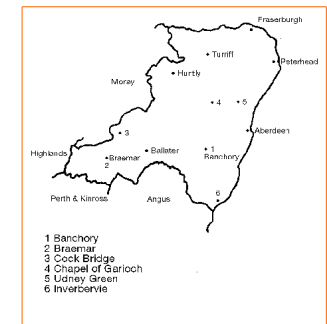 Fraserburgh
Turriff
Peterhead
Hurtly
Moray
4 5
3
Aberdeen
Highlands
1
Ballater
Banchory
Braemar
2
6
Perth & Kinross
Angus
1 Banchory
2 Braemar
3 Cock Bridge
4 Chapel of Garioch
5 Udney Green
6 Inverbervie